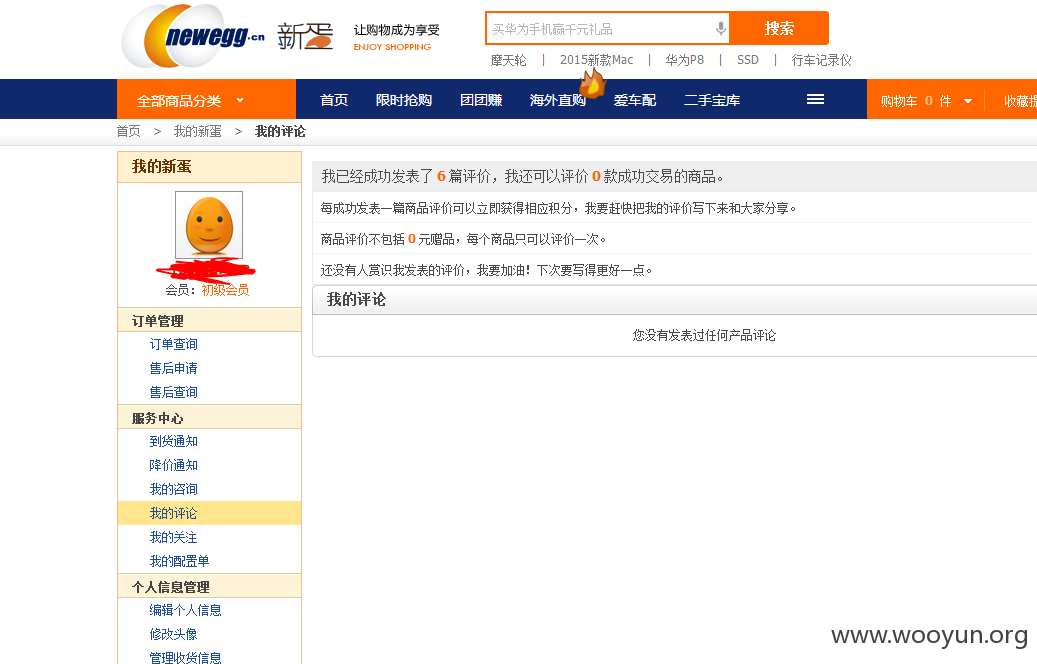 newegg.cn 新蛋
让购物成为享受
ENJOY SHOPPING
买华为手机赢千元礼品 搜索
摩天轮 | 2015新款Mac | 华为P8 | SSD | 行车记录仪
全部商品分类 首页 限时抢购 团团赚 海外直购 爱车配 二手宝库 购物车 0 件 收藏
首页 > 我的新蛋 > 我的评论
我的新蛋
会员：初级会员
订单管理
订单查询
售后申请
售后查询
服务中心
到货通知
降价通知
我的咨询
我的评论
我的关注
我的配置单
个人信息管理
编辑个人信息
修改头像
管理收货信息
我已经成功发表了 6 篇评价，我还可以评价 0 款成功交易的商品。
每成功发表一篇商品评价可以立即获得相应积分，我要赶快把我的评价写下来和大家分享。
商品评价不包括 0 元赠品，每个商品只可以评价一次。
还没有人赏识我发表的评价，我要加油！下次要写得更好一点。
我的评论
您没有发表过任何产品评论
www.wooyun.org